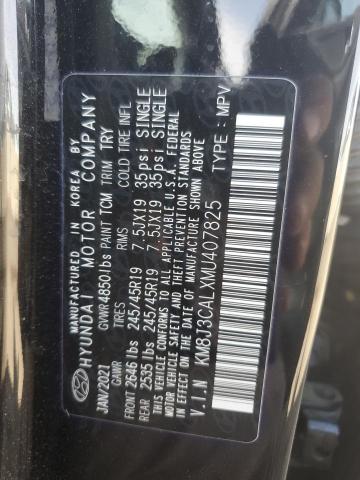 MANUFACTURED IN KOREA BY
HYUNDAI MOTOR COMPANY
GVWR 4850 lbs PAINT TCM TRIM TRY
JAN/2021 GAWR RIMS COLD TIRE INFL
FRONT 2646 lbs 245/45R19 7.5JX19 35psi SINGLE
REAR 2535 lbs 245/45R19 7.5JX19 35psi SINGLE
THIS VEHICLE CONFORMS TO ALL APPLICABLE U.S.A. FEDERAL
MOTOR VEHICLE SAFETY AND THEFT PREVENTION STANDARDS
IN EFFECT ON THE DATE OF MANUFACTURE SHOWN ABOVE
V.I.N KM8J3CALXMU407825 TYPE : MPV